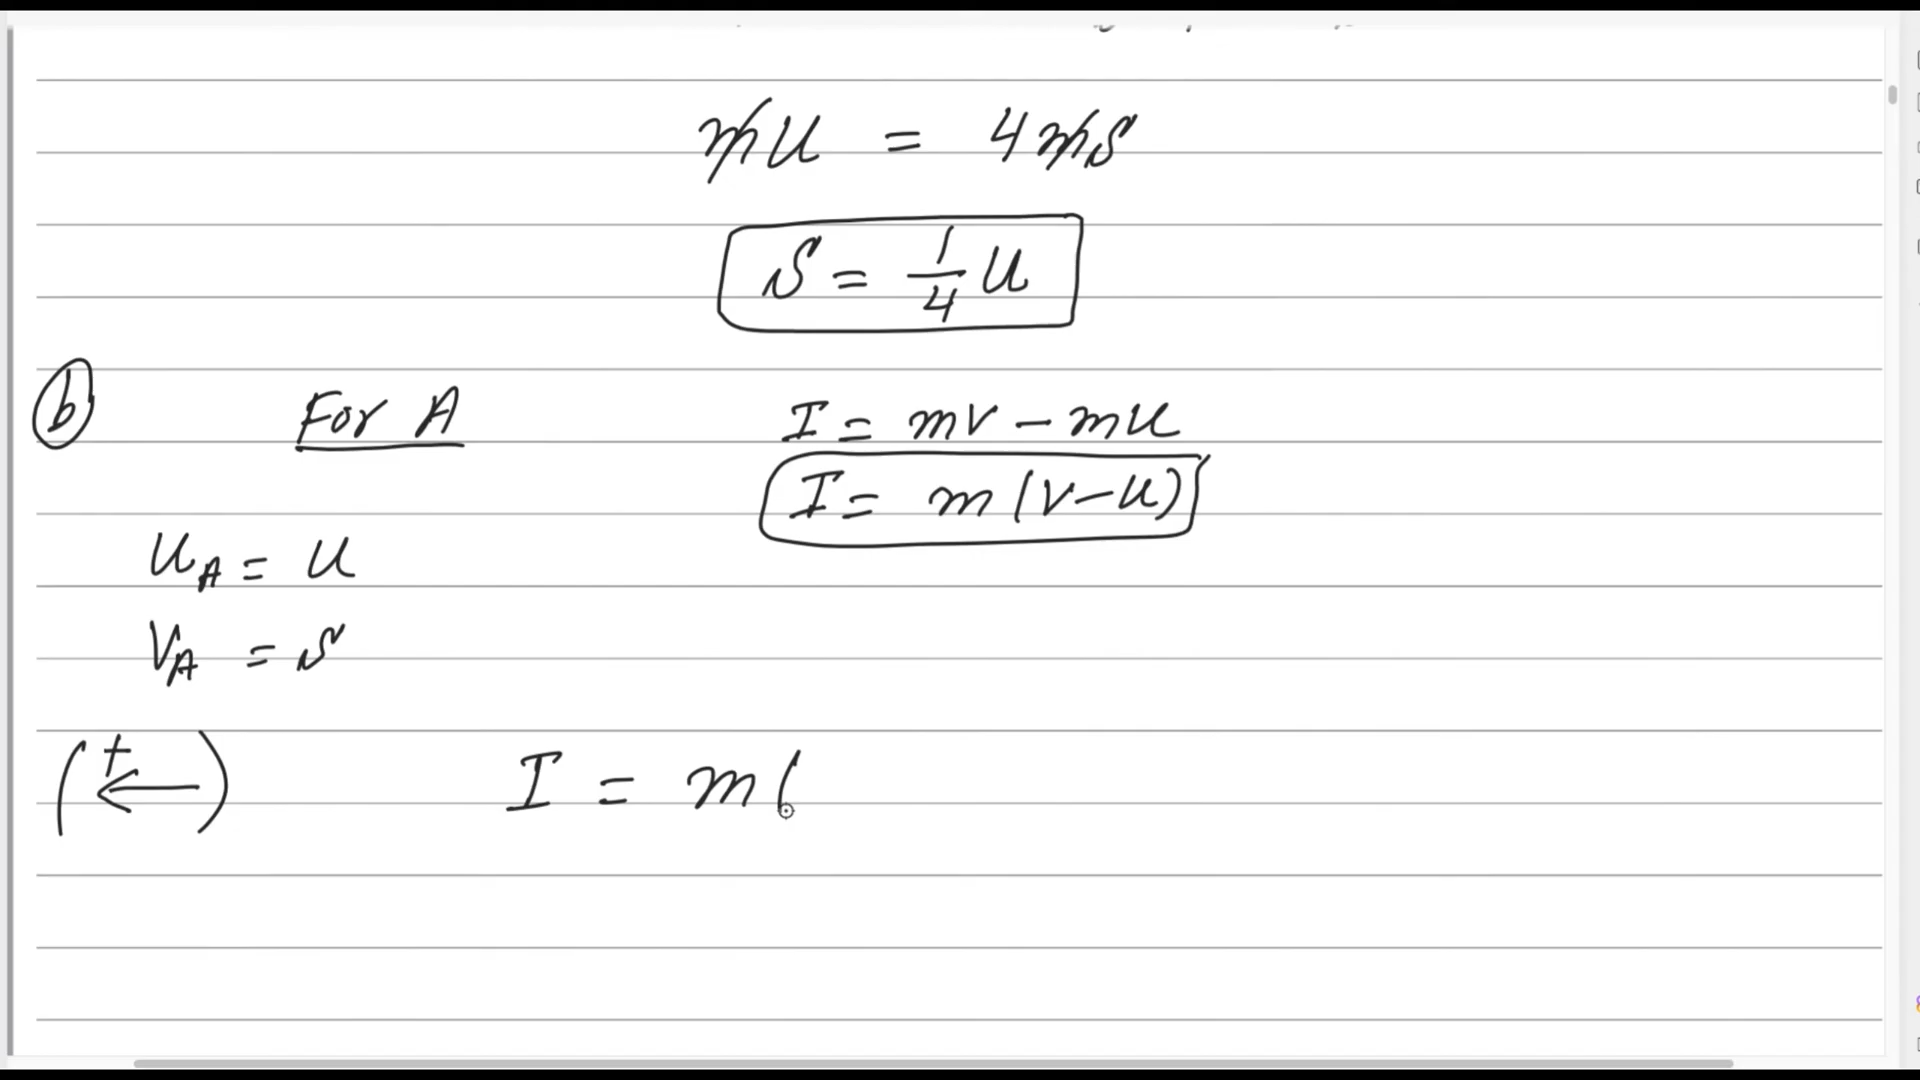 mU = 4mS
S = 1/4 U
(b) For A I = mV - mU
I = m(V-U)
U_A = U
V_A = S
(+←) I = m(